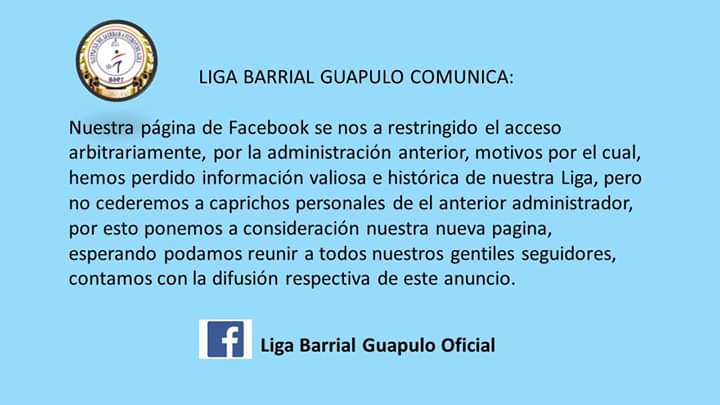 LIGA BARRIAL GUAPULO COMUNICA:
Nuestra página de Facebook se nos a restringido el acceso
arbitrariamente, por la administración anterior, motivos por el cual,
hemos perdido información valiosa e histórica de nuestra Liga, pero
no cederemos a caprichos personales de el anterior administrador,
por esto ponemos a consideración nuestra nueva pagina,
esperando podamos reunir a todos nuestros gentiles seguidores,
contamos con la difusión respectiva de este anuncio.
f Liga Barrial Guapulo Oficial